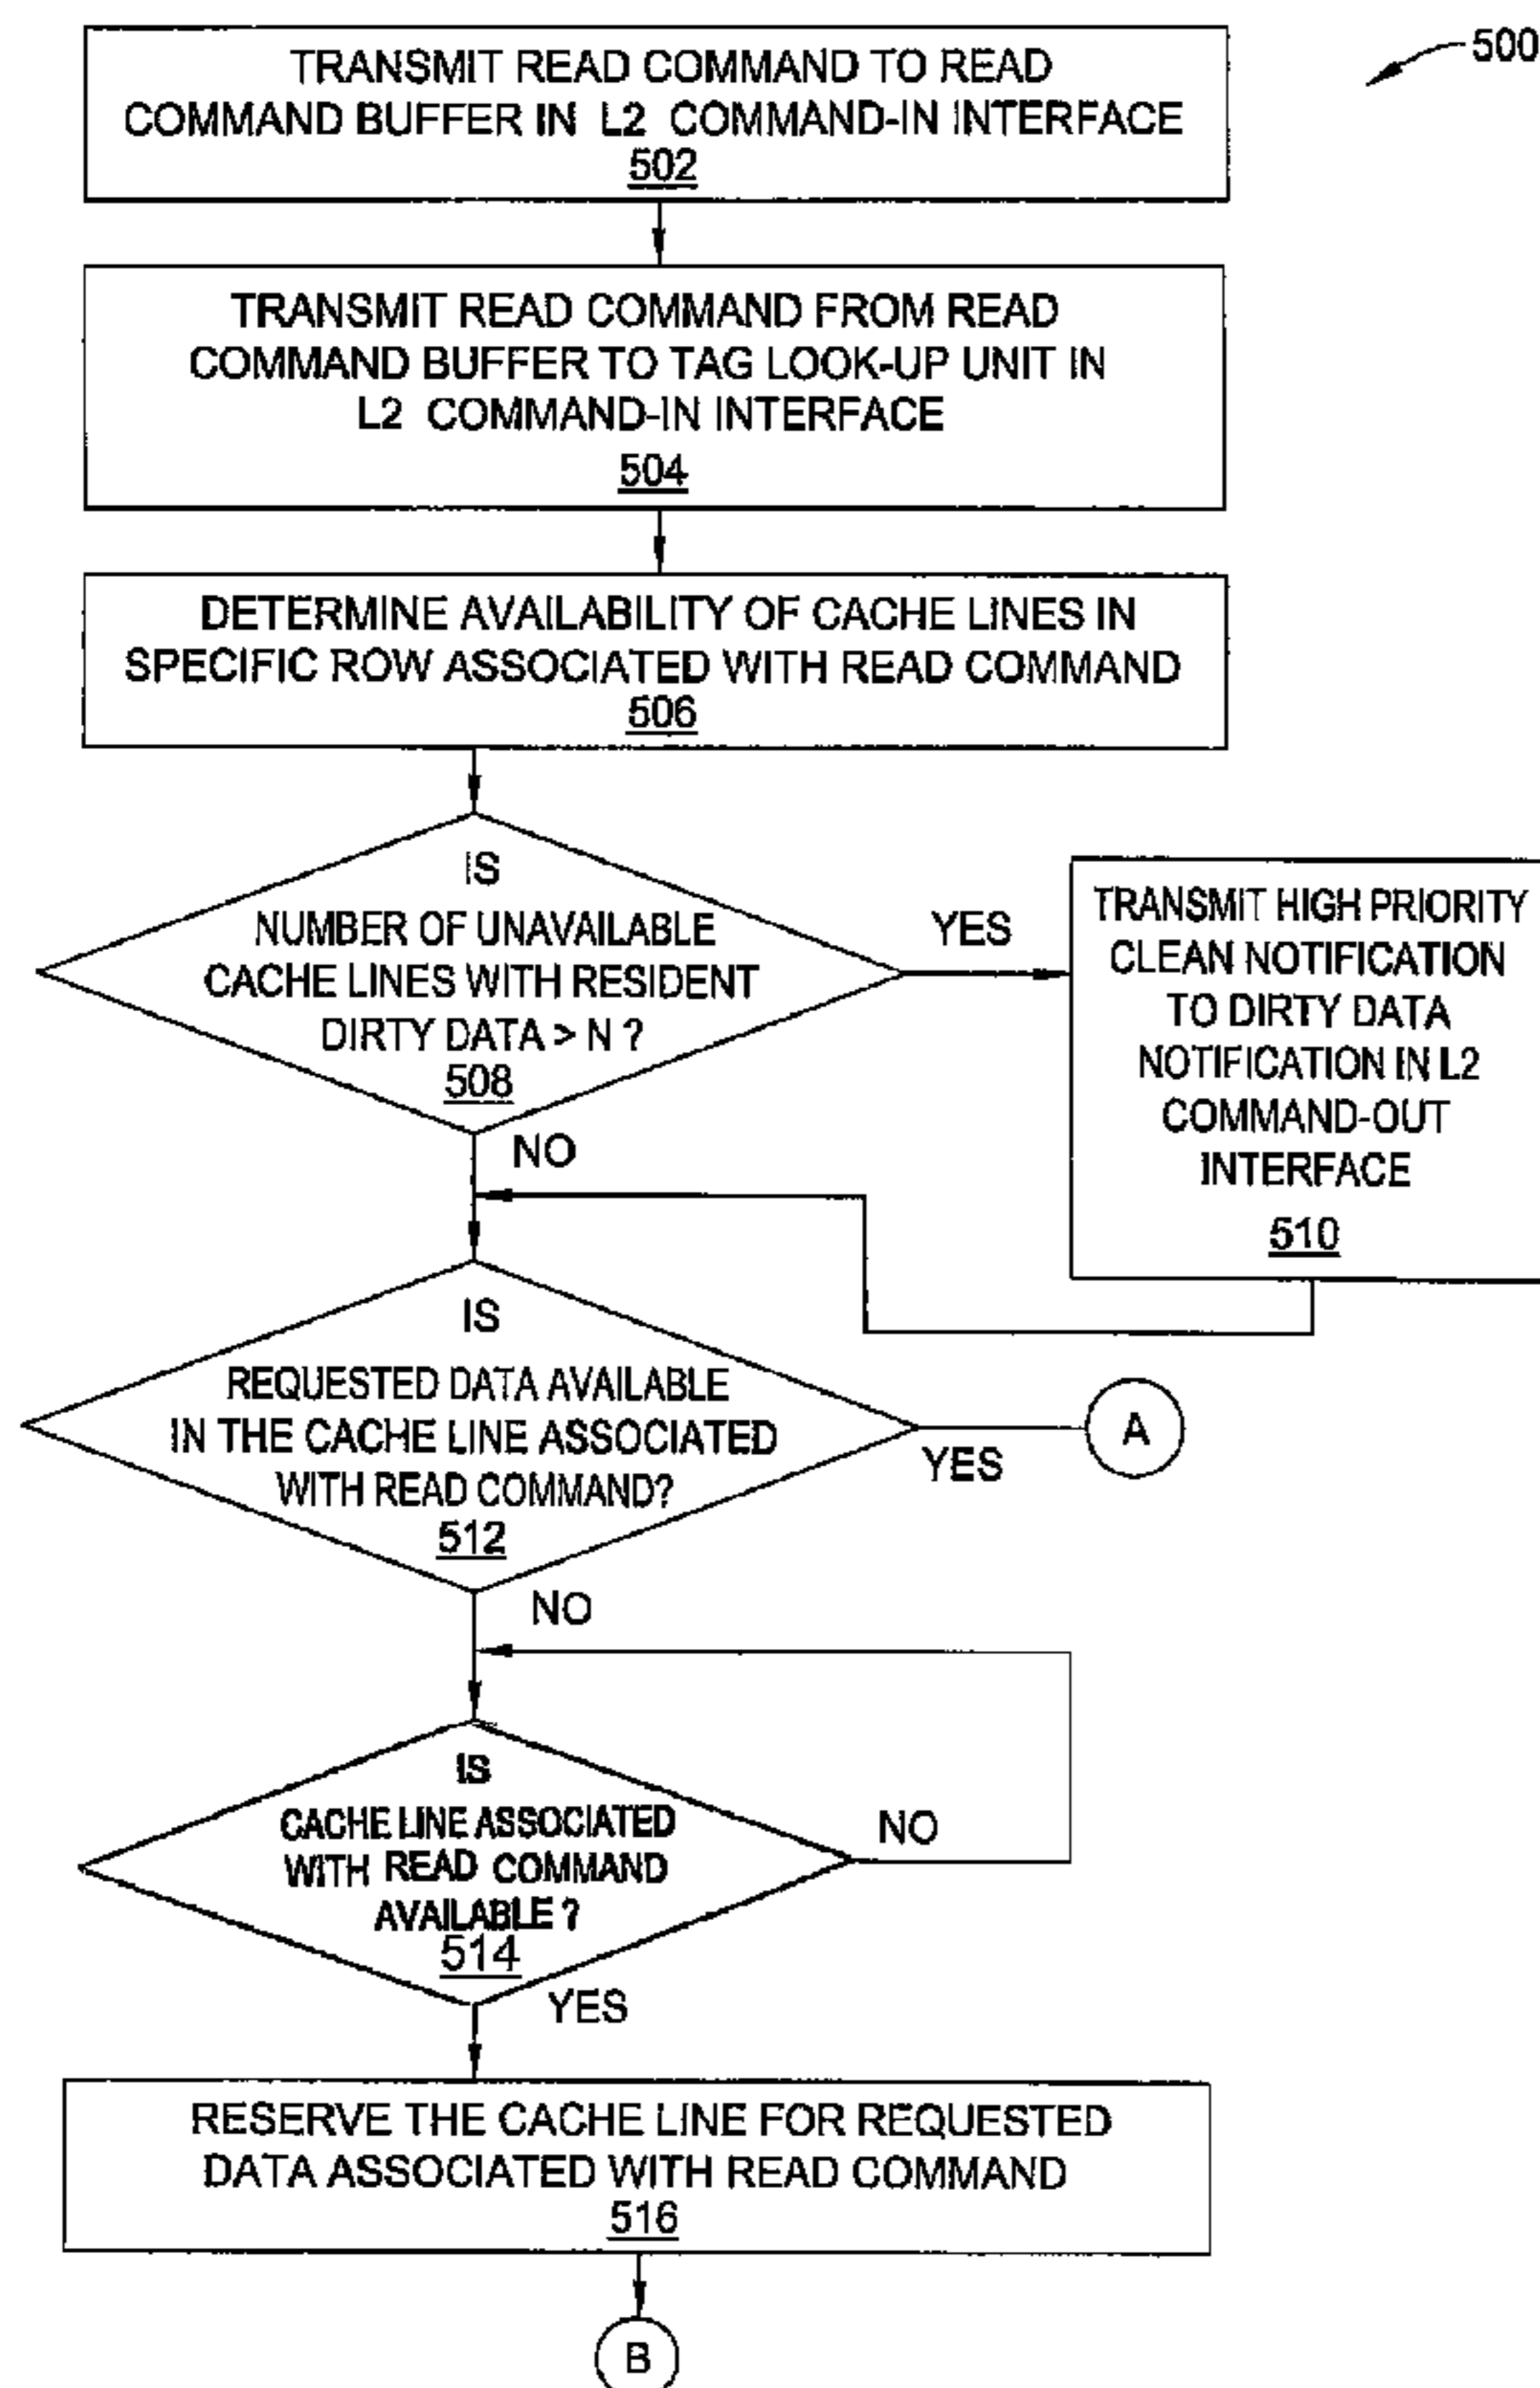 500
TRANSMIT READ COMMAND TO READ
COMMAND BUFFER IN L2 COMMAND-IN INTERFACE
502
TRANSMIT READ COMMAND FROM READ
COMMAND BUFFER TO TAG LOOK-UP UNIT IN
L2 COMMAND-IN INTERFACE
504
DETERMINE AVAILABILITY OF CACHE LINES IN
SPECIFIC ROW ASSOCIATED WITH READ COMMAND
506
IS
NUMBER OF UNAVAILABLE
CACHE LINES WITH RESIDENT
DIRTY DATA > N ?
508
YES
NO
TRANSMIT HIGH PRIORITY
CLEAN NOTIFICATION
TO DIRTY DATA
NOTIFICATION IN L2
COMMAND-OUT
INTERFACE
510
IS
REQUESTED DATA AVAILABLE
IN THE CACHE LINE ASSOCIATED
WITH READ COMMAND?
512
YES
A
NO
IS
CACHE LINE ASSOCIATED
WITH READ COMMAND
AVAILABLE ?
514
NO
YES
RESERVE THE CACHE LINE FOR REQUESTED
DATA ASSOCIATED WITH READ COMMAND
516
B